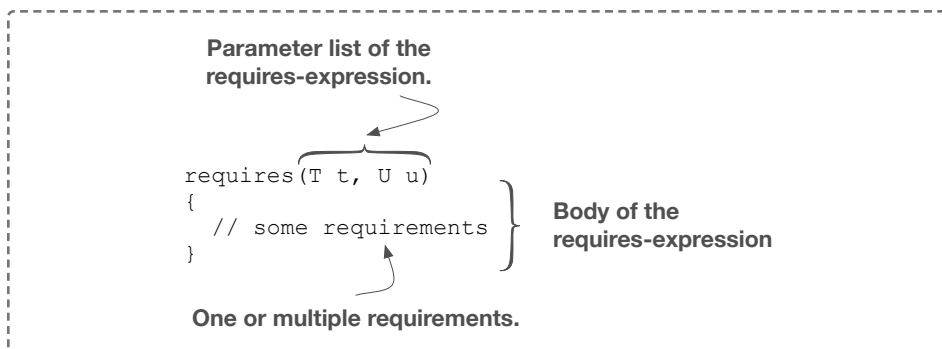 Parameter list of the
requires-expression.
requires(T t, U u)
{
// some requirements
}
Body of the
requires-expression
One or multiple requirements.